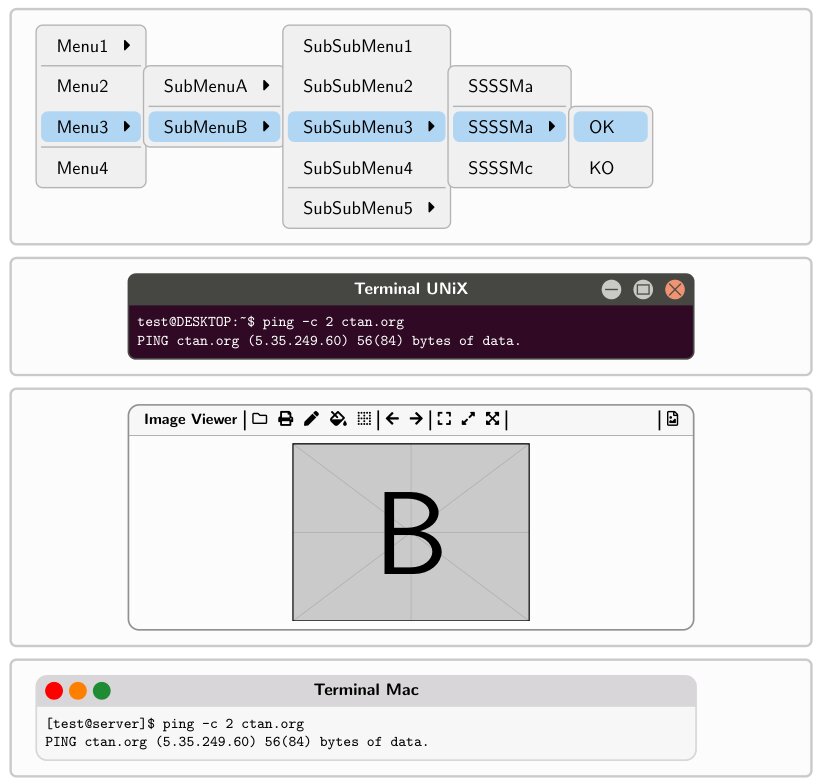 Menu1
Menu2
Menu3
Menu4
SubMenuA
SubMenuB
SubSubMenu1
SubSubMenu2
SubSubMenu3
SubSubMenu4
SubSubMenu5
SSSSMa
SSSSMa
SSSSMc
OK
KO
Terminal UNiX
test@DESKTOP:~$ ping -c 2 ctan.org
PING ctan.org (5.35.249.60) 56(84) bytes of data.
Image Viewer
B
Terminal Mac
[test@server]$ ping -c 2 ctan.org
PING ctan.org (5.35.249.60) 56(84) bytes of data.